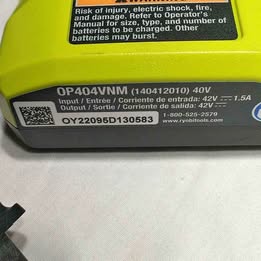 Risk of injury, electric shock, fire,
and damage. Refer to Operator's
Manual for size, type, and number of
batteries to be charged. Other
batteries may burst.
OP404VNM (140412010) 40V
Input / Entrée / Corriente de entrada: 42V 1.5A
Output / Sortie / Corriente de salida: 42V
1-800-525-2579
www.ryobitools.com
OY22095D130583